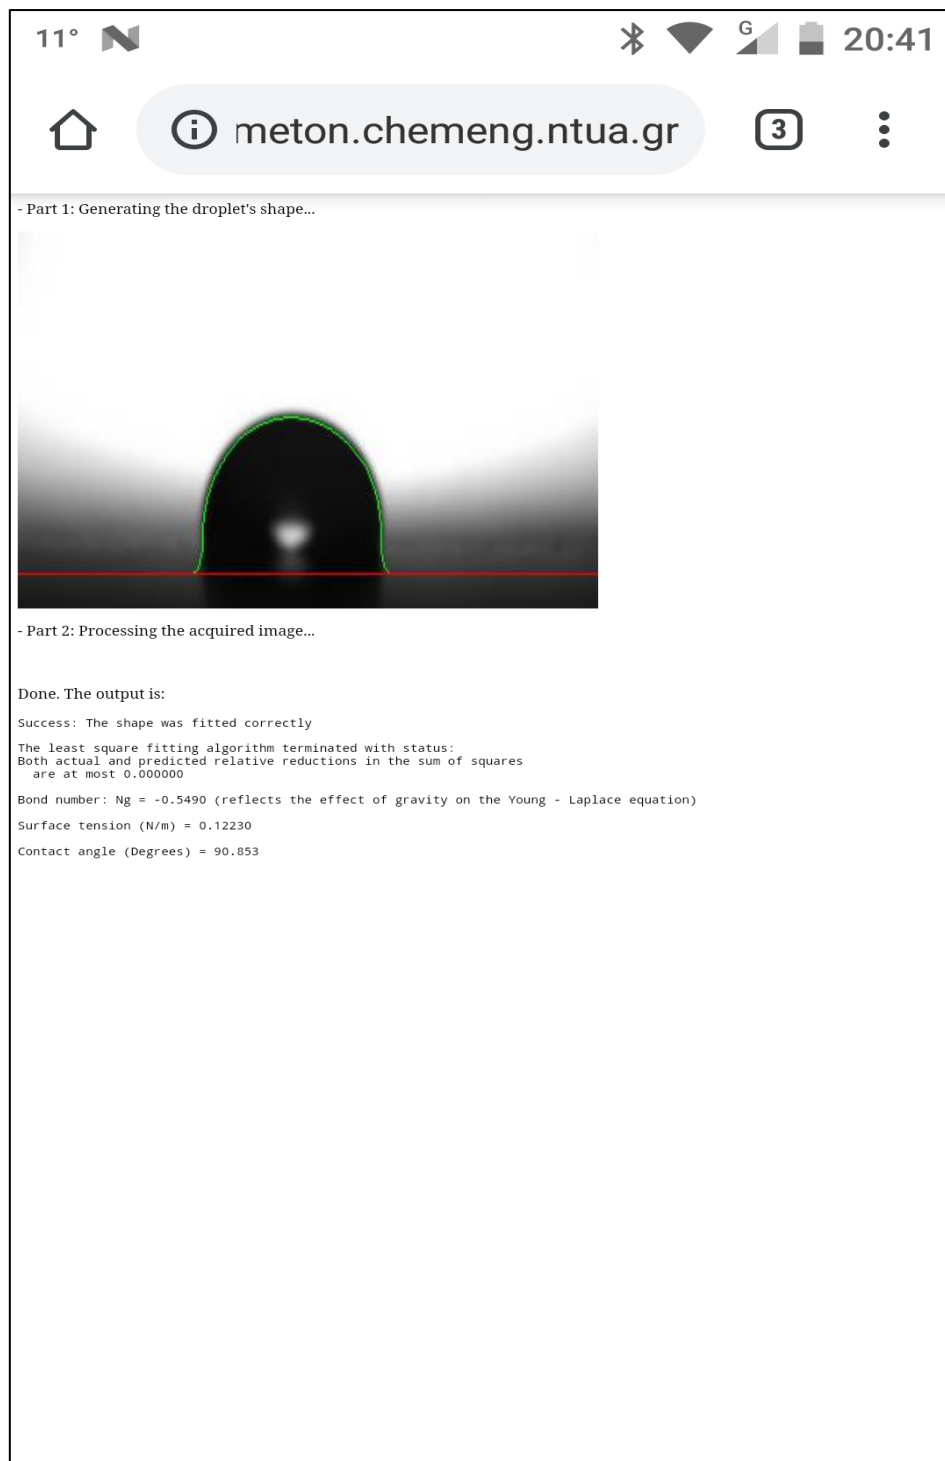 11°
G
20:41
meton.chemeng.ntua.gr
3
- Part 1: Generating the droplet's shape...
- Part 2: Processing the acquired image...
Done. The output is:
Success: The shape was fitted correctly
The least square fitting algorithm terminated with status:
Both actual and predicted relative reductions in the sum of squares
are at most 0.000000
Bond number: Ng = -0.5490 (reflects the effect of gravity on the Young - Laplace equation)
Surface tension (N/m) = 0.12230
Contact angle (Degrees) = 90.853